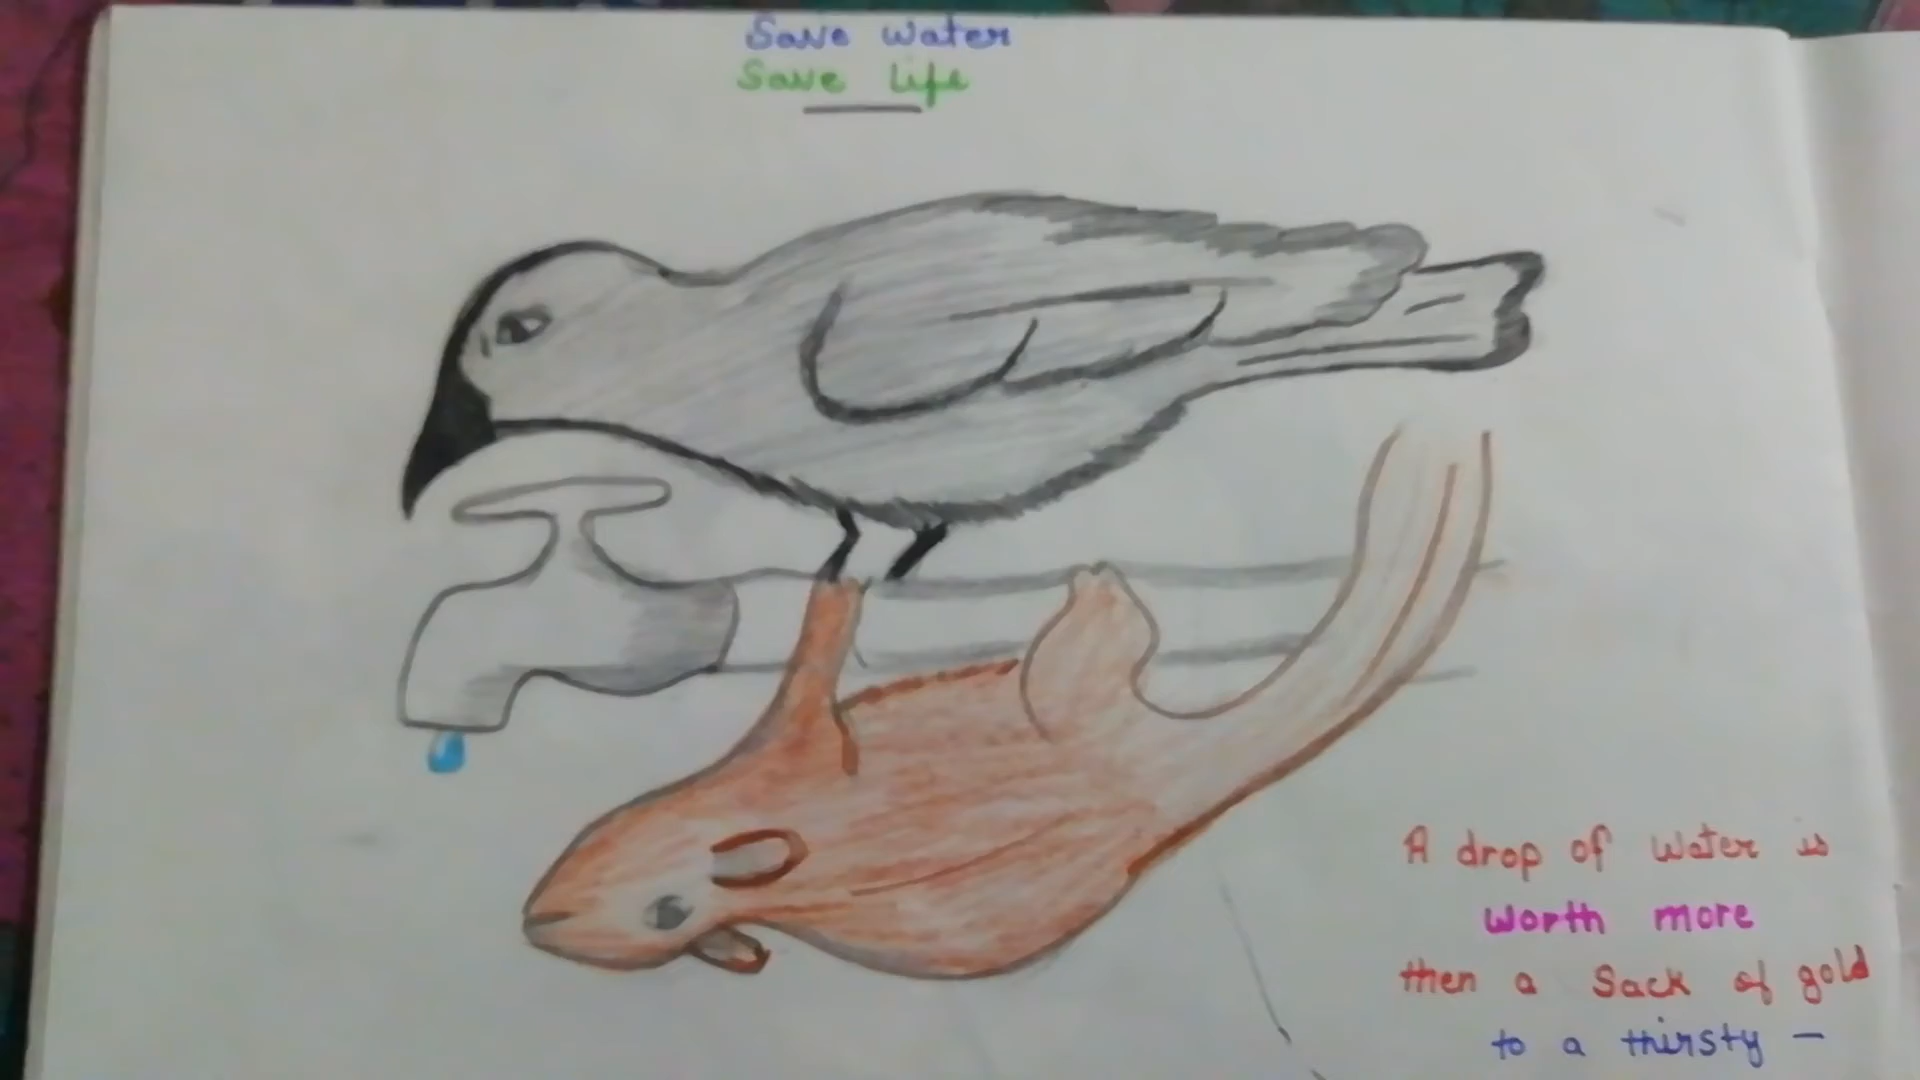 Save Water
Save Life
A drop of Water is
Worth more
then a Sack of gold
to a thirsty —